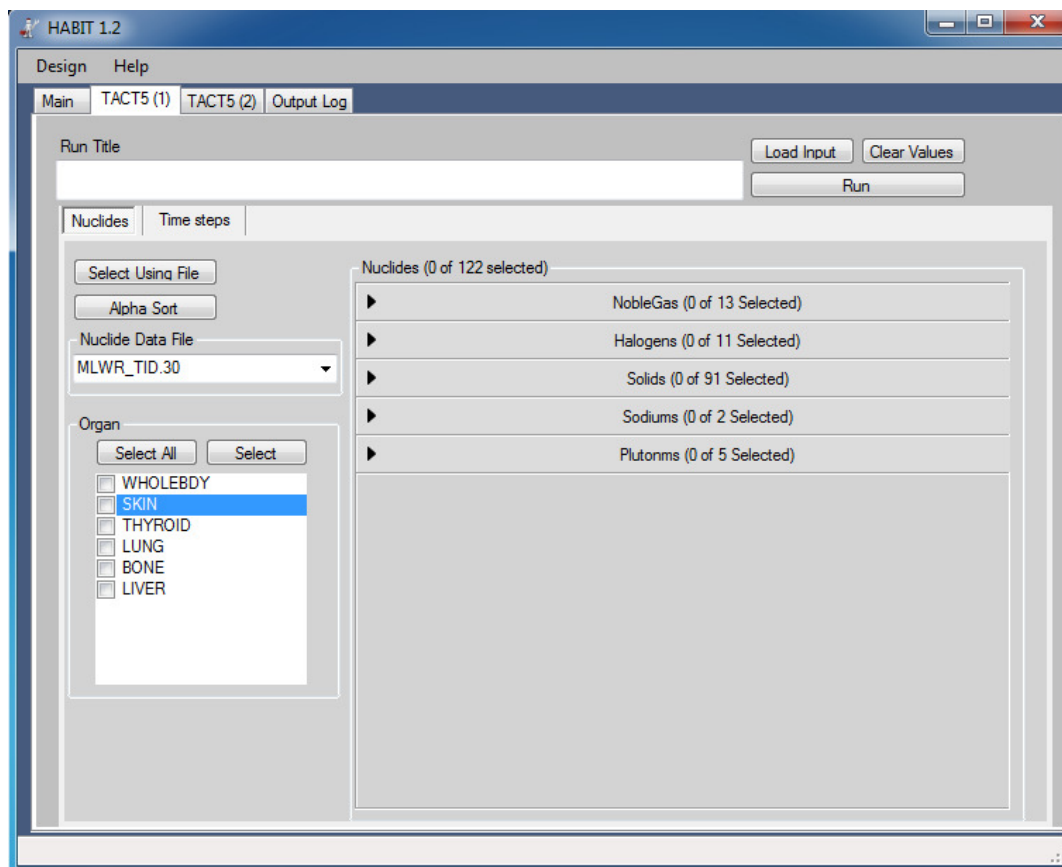 HABIT 1.2
Design Help
Main TACT5 (1) TACT5 (2) Output Log
Run Title
Load Input Clear Values
Run
Nuclides Time steps
Select Using File
Alpha Sort
Nuclide Data File
MLWR_TID.30
Organ
Select All Select
WHOLEBDY
SKIN
THYROID
LUNG
BONE
LIVER
Nuclides (0 of 122 selected)
NobleGas (0 of 13 Selected)
Halogens (0 of 11 Selected)
Solids (0 of 91 Selected)
Sodiums (0 of 2 Selected)
Plutonms (0 of 5 Selected)